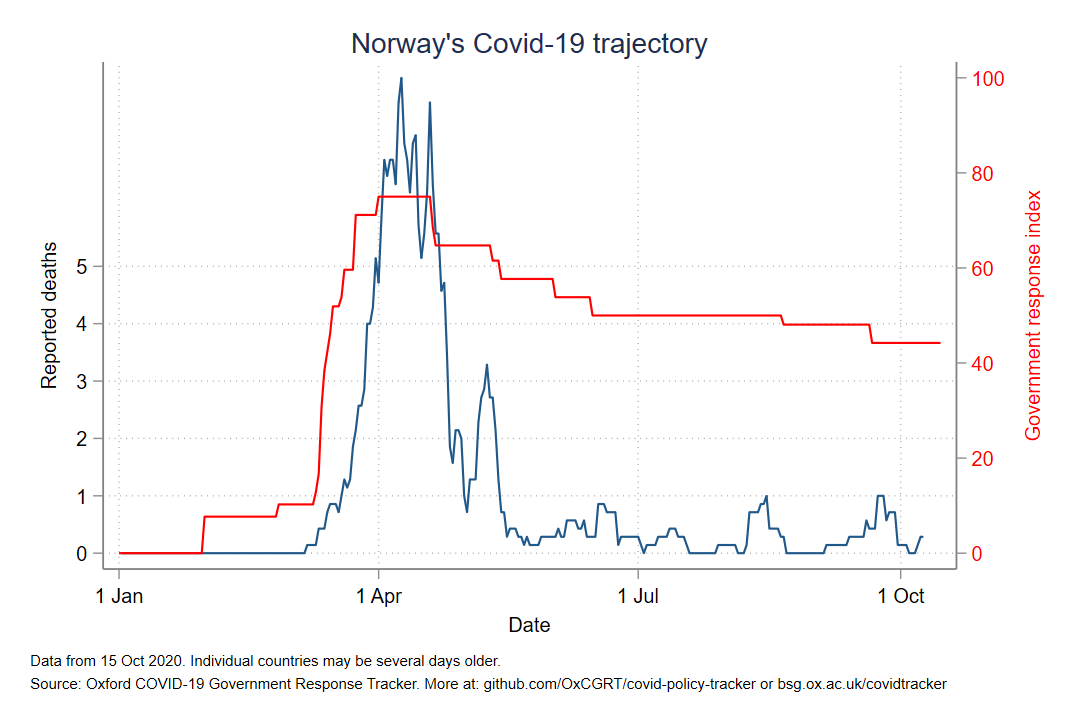 Norway's Covid-19 trajectory
100
80
60
40
20
0
Government response index
5
4
3
2
1
0
Reported deaths
1 Jan 1 Apr 1 Jul 1 Oct
Date
Data from 15 Oct 2020. Individual countries may be several days older.
Source: Oxford COVID-19 Government Response Tracker. More at: github.com/OxCGRT/covid-policy-tracker or bsg.ox.ac.uk/covidtracker